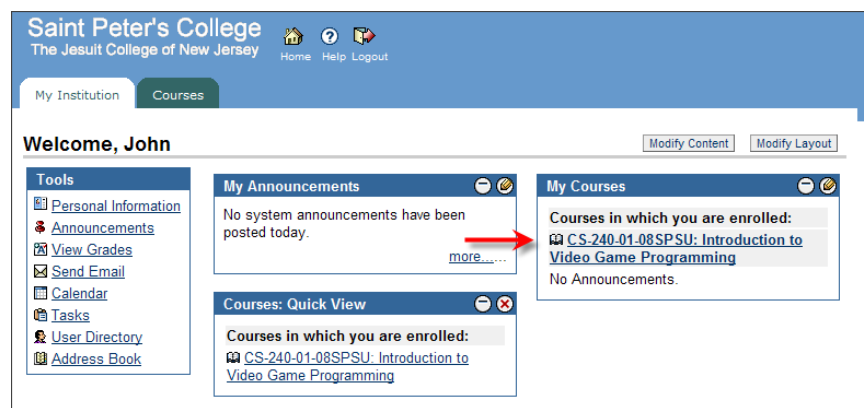 Saint Peter's College
The Jesuit College of New Jersey
Home Help Logout
My Institution Courses
Welcome, John
Modify Content Modify Layout
Tools
Personal Information
Announcements
View Grades
Send Email
Calendar
Tasks
User Directory
Address Book
My Announcements
No system announcements have been
posted today.
more......
Courses: Quick View
Courses in which you are enrolled:
CS-240-01-08SPSU: Introduction to
Video Game Programming
My Courses
Courses in which you are enrolled:
CS-240-01-08SPSU: Introduction to
Video Game Programming
No Announcements.